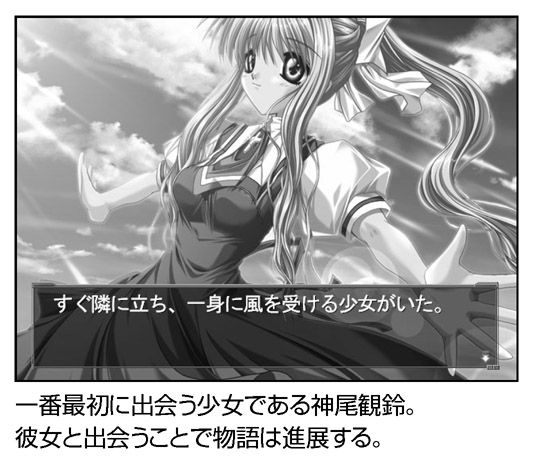 すぐ隣に立ち、一身に風を受ける少女がいた。
一番最初に出会う少女である神尾観鈴。
彼女と出会うことで物語は進展する。